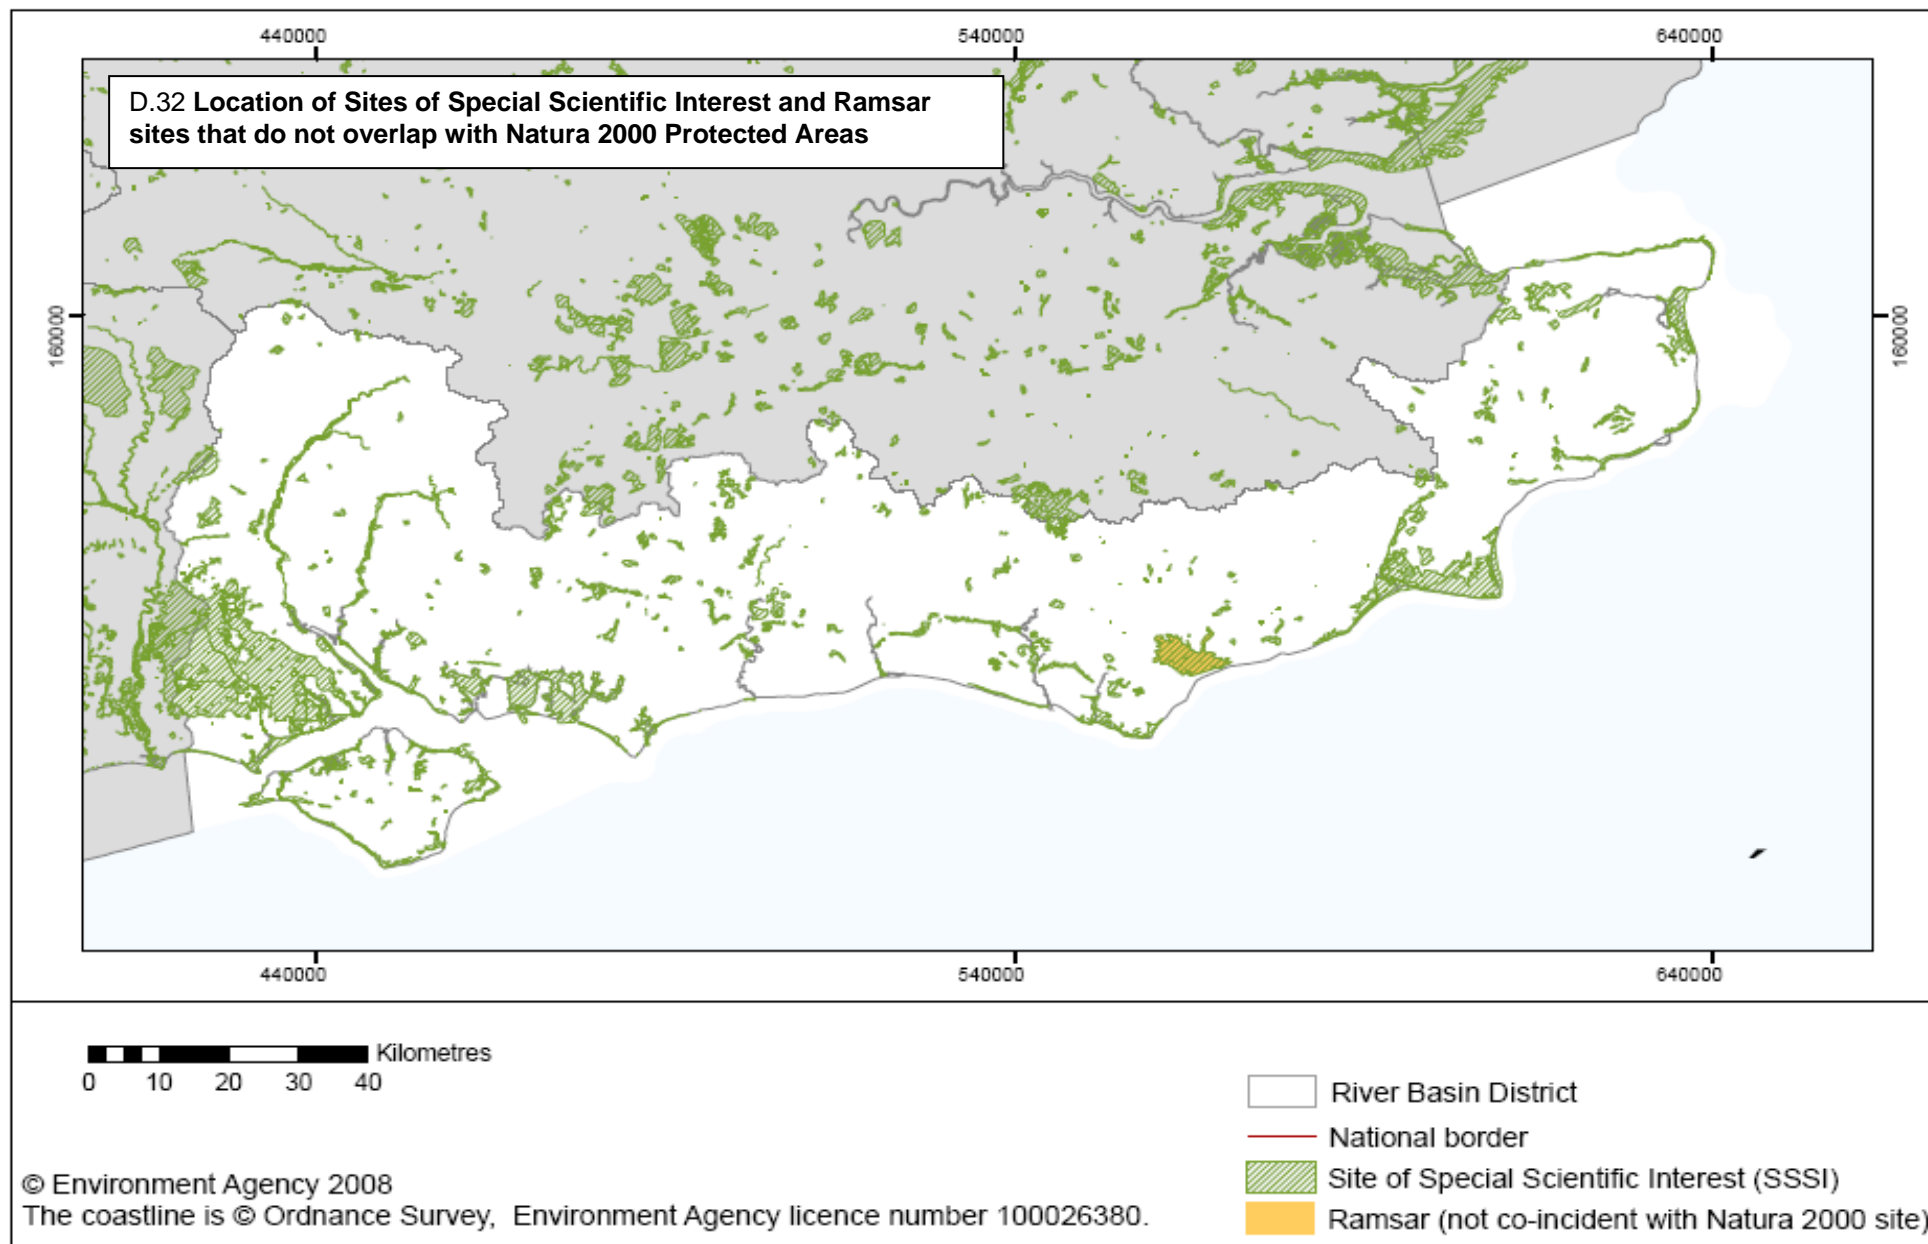 440000 540000 640000
D.32 Location of Sites of Special Scientific Interest and Ramsar
sites that do not overlap with Natura 2000 Protected Areas
160000 160000
440000 540000 640000
Kilometres
0 10 20 30 40
River Basin District
National border
Site of Special Scientific Interest (SSSI)
Ramsar (not co-incident with Natura 2000 site)
© Environment Agency 2008
The coastline is © Ordnance Survey, Environment Agency licence number 100026380.